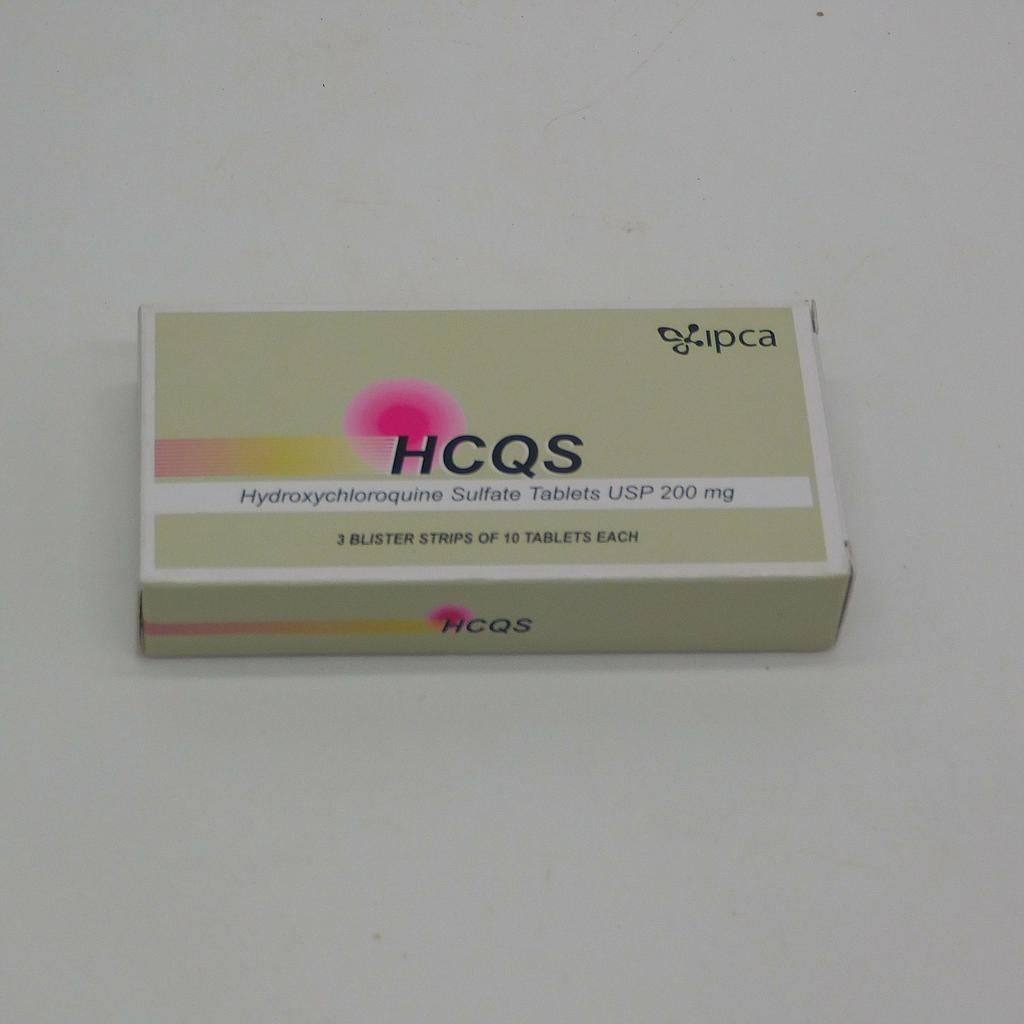 ipca
HCQS
Hydroxychloroquine Sulfate Tablets USP 200 mg
3 BLISTER STRIPS OF 10 TABLETS EACH
HCQS